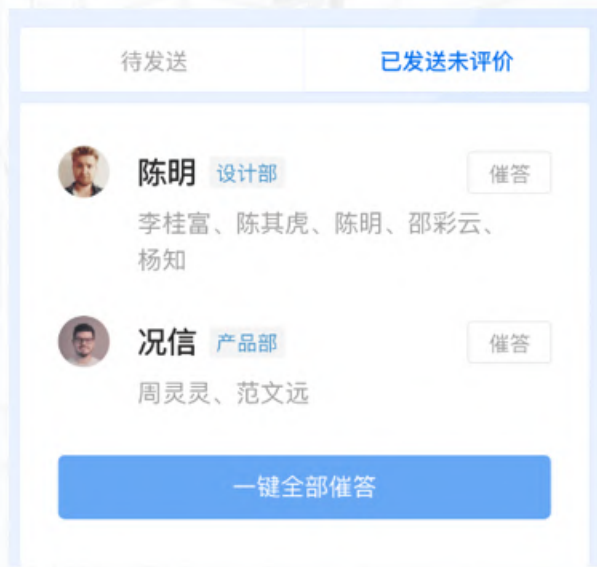 待发送 已发送未评价
陈明 设计部 催答
李桂富、陈其虎、陈明、邵彩云、
杨知
况信 产品部 催答
周灵灵、范文远
一键全部催答